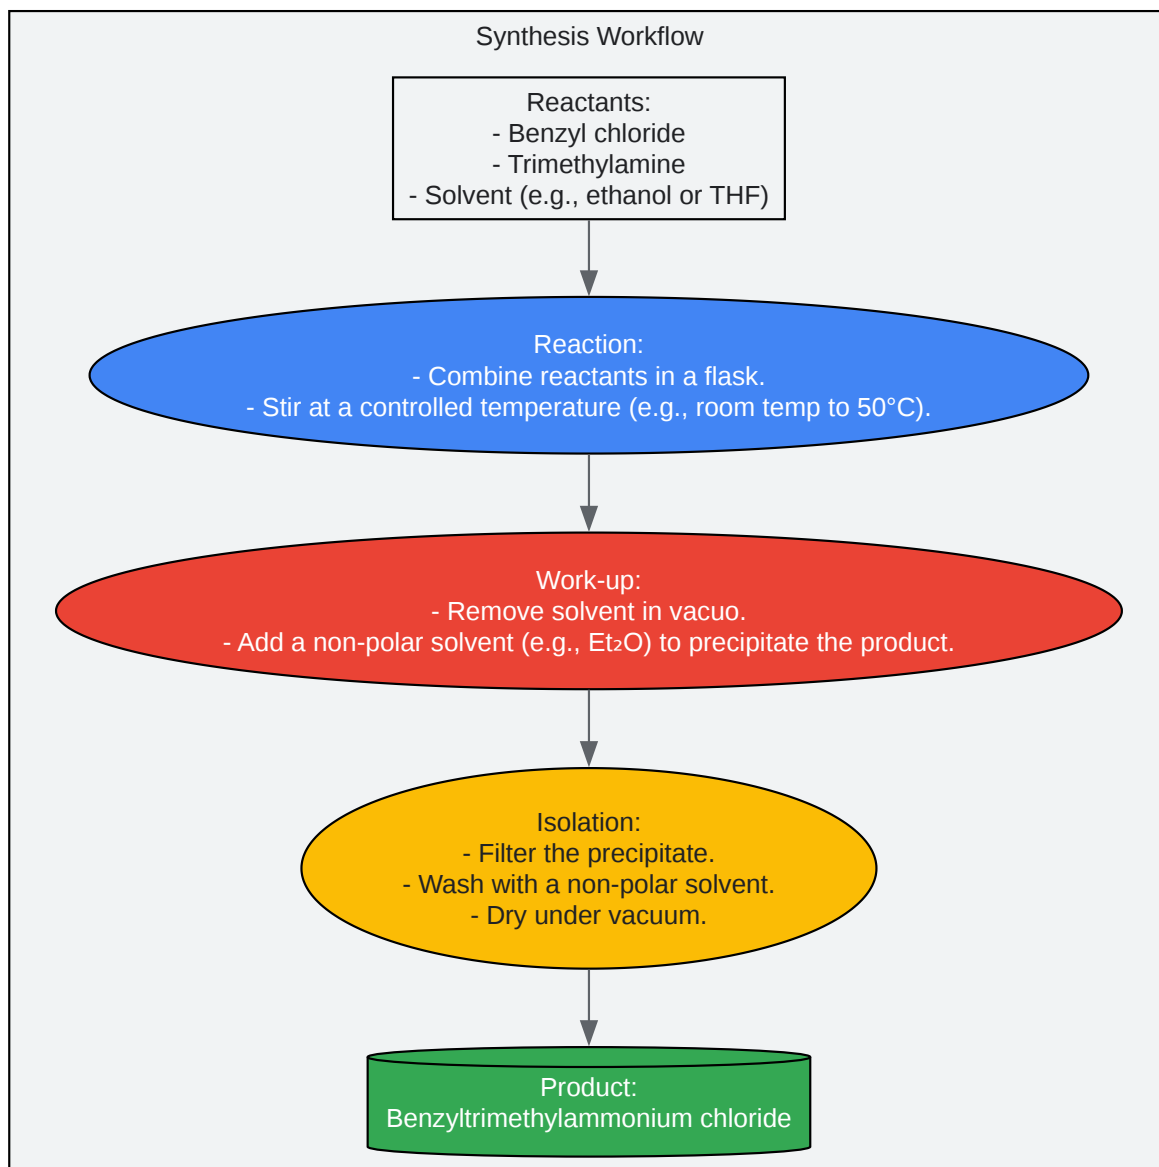 Synthesis Workflow
Reactants:
- Benzyl chloride
- Trimethylamine
- Solvent (e.g., ethanol or THF)
Reaction:
- Combine reactants in a flask.
- Stir at a controlled temperature (e.g., room temp to 50°C).
Work-up:
- Remove solvent in vacuo.
- Add a non-polar solvent (e.g., Et₂O) to precipitate the product.
Isolation:
- Filter the precipitate.
- Wash with a non-polar solvent.
- Dry under vacuum.
Product:
Benzyltrimethylammonium chloride